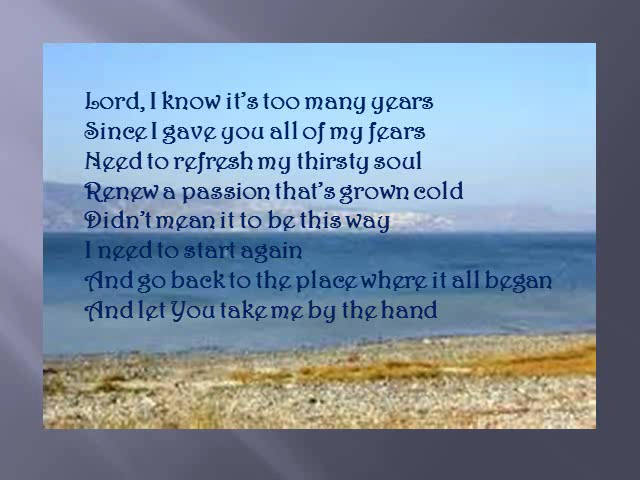 Lord, I know it's too many years
Since I gave you all of my fears
Need to refresh my thirsty soul
Renew a passion that's grown cold
Didn't mean it to be this way
I need to start again
And go back to the place where it all began
And let You take me by the hand